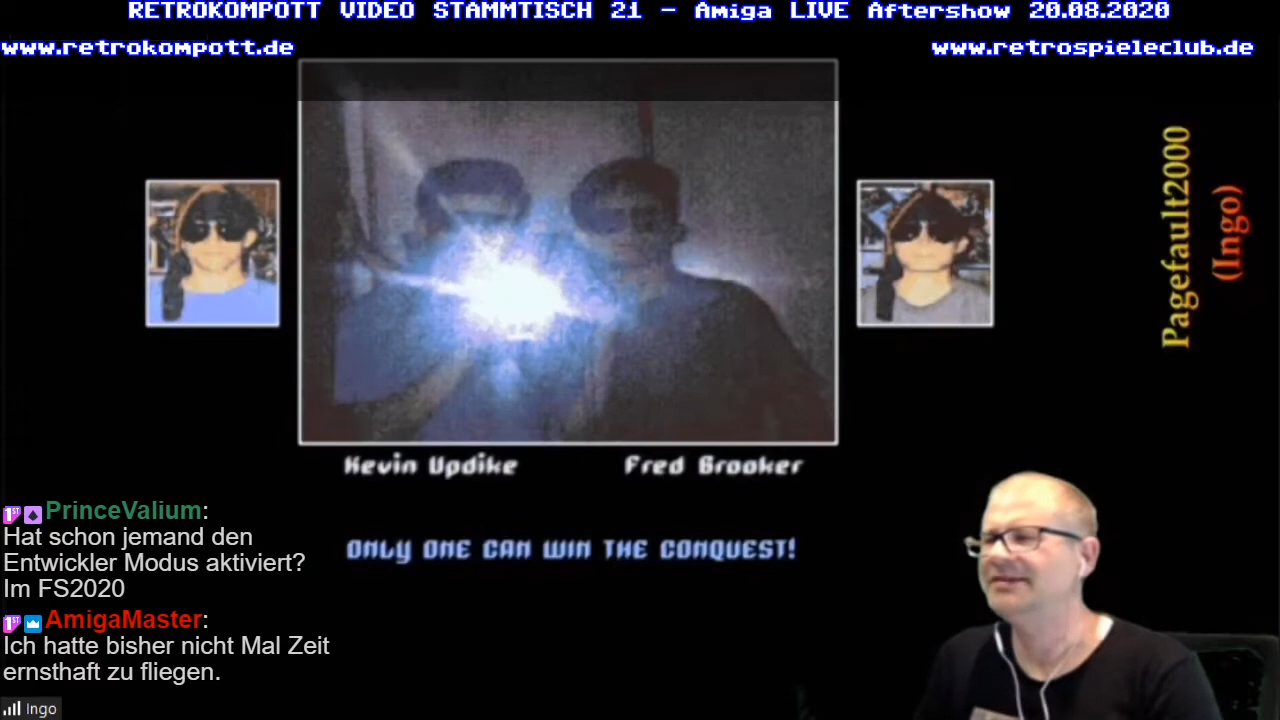 RETROKOMPOTT VIDEO STAMMTISCH 21 - Amiga LIVE Aftershow 20.08.2020
www.retrokompott.de
www.retrospieleclub.de
Pagefault2000
(Ingo)
Kevin Updike
Fred Brooker
ONLY ONE CAN WIN THE CONQUEST!
1ST PrinceValium:
Hat schon jemand den
Entwickler Modus aktiviert?
Im FS2020
1ST AmigaMaster:
Ich hatte bisher nicht Mal Zeit
ernsthaft zu fliegen.
Ingo